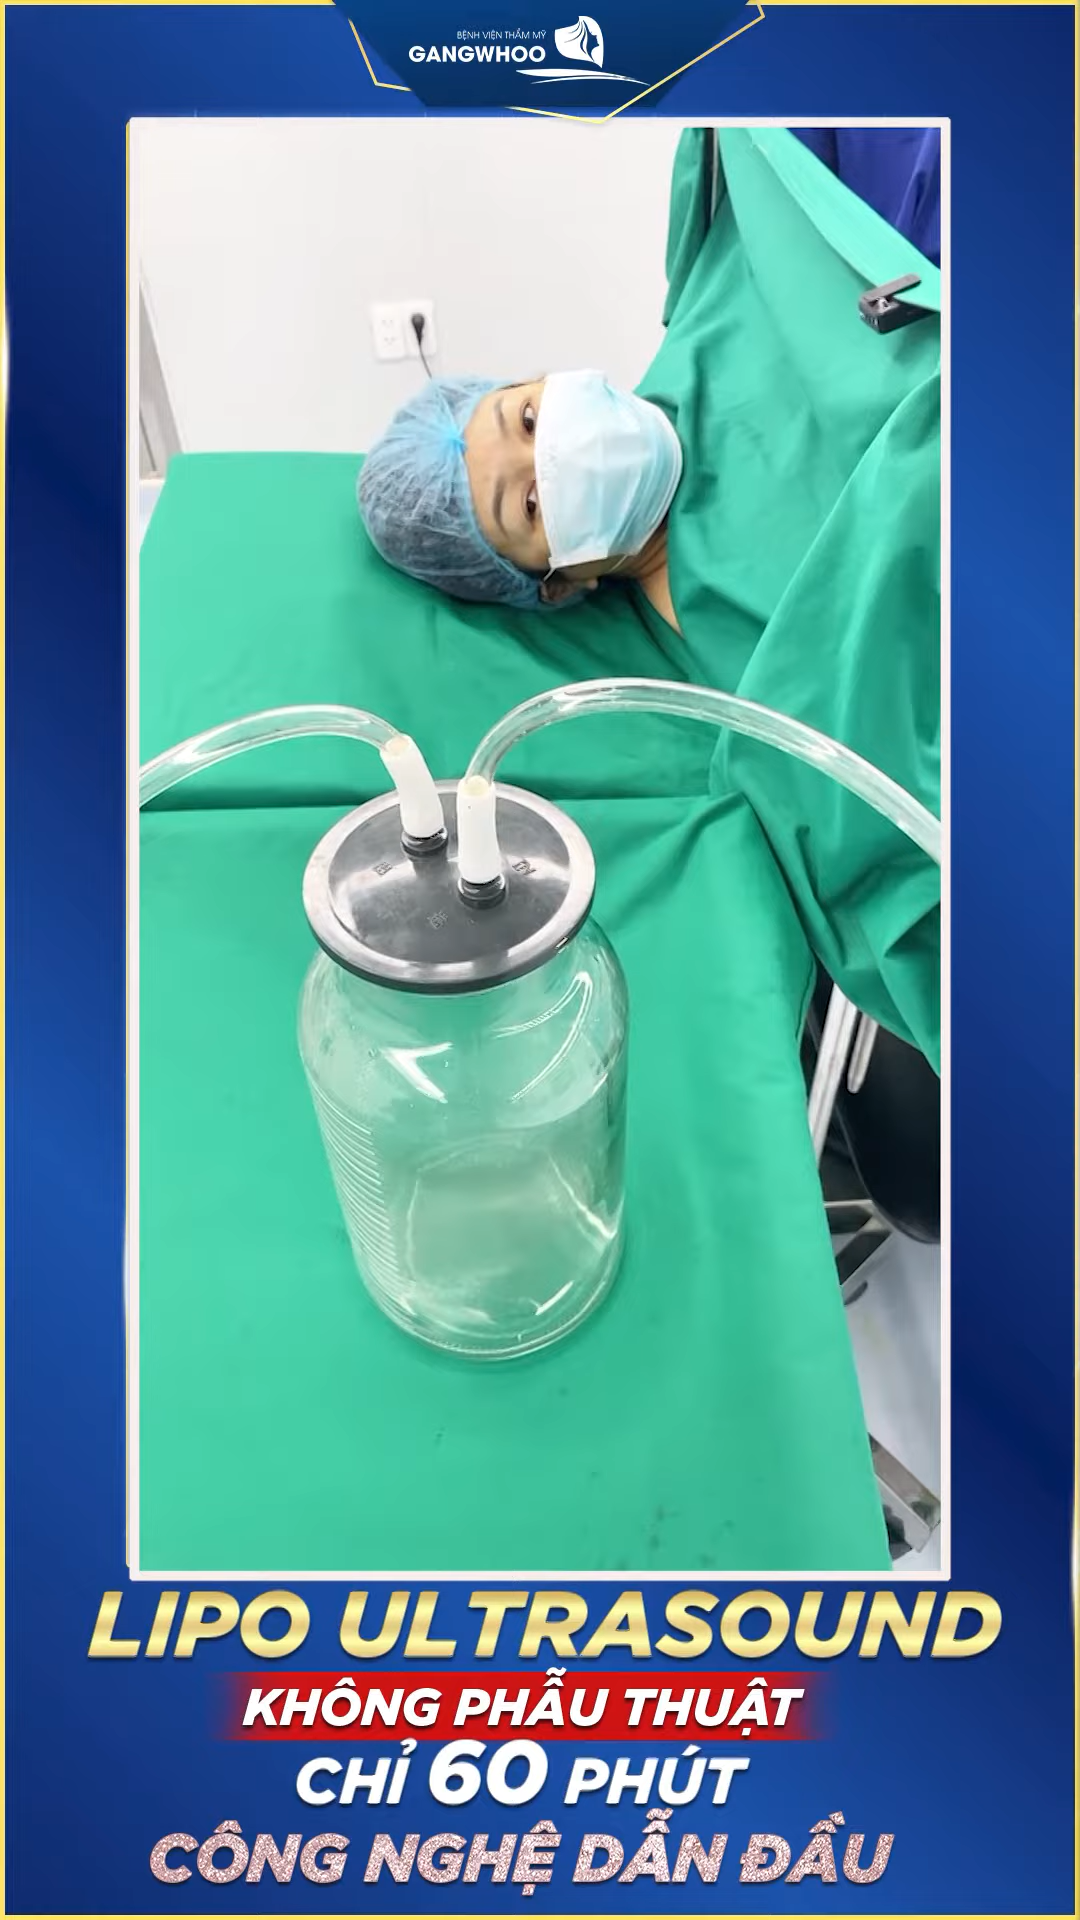 BỆNH VIỆN THẨM MỸ
GANGWHOO
LIPO ULTRASOUND
KHÔNG PHẪU THUẬT
CHỈ 60 PHÚT
CÔNG NGHỆ DẪN ĐẦU